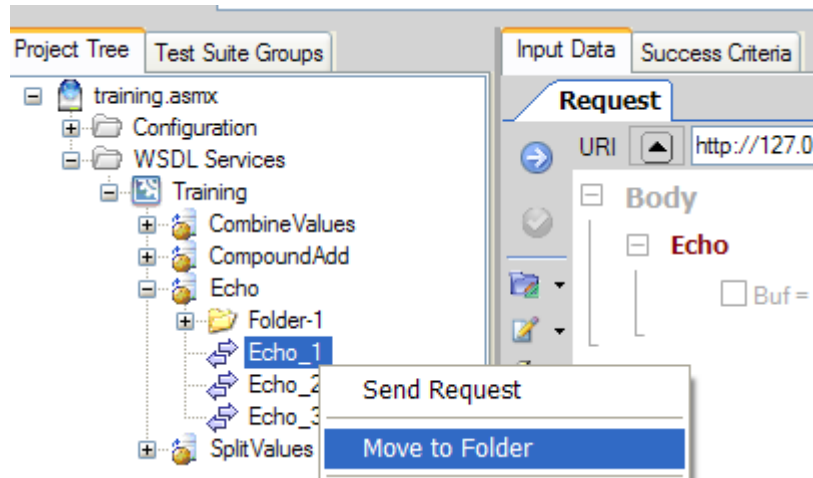 Project Tree Test Suite Groups
Input Data Success Criteria
training.asmx
Configuration
WSDL Services
Training
CombineValues
CompoundAdd
Echo
Folder-1
Echo_1
Echo_2
Echo_3
SplitValues
Request
URI http://127.0
Body
Echo
Buf =
Send Request
Move to Folder